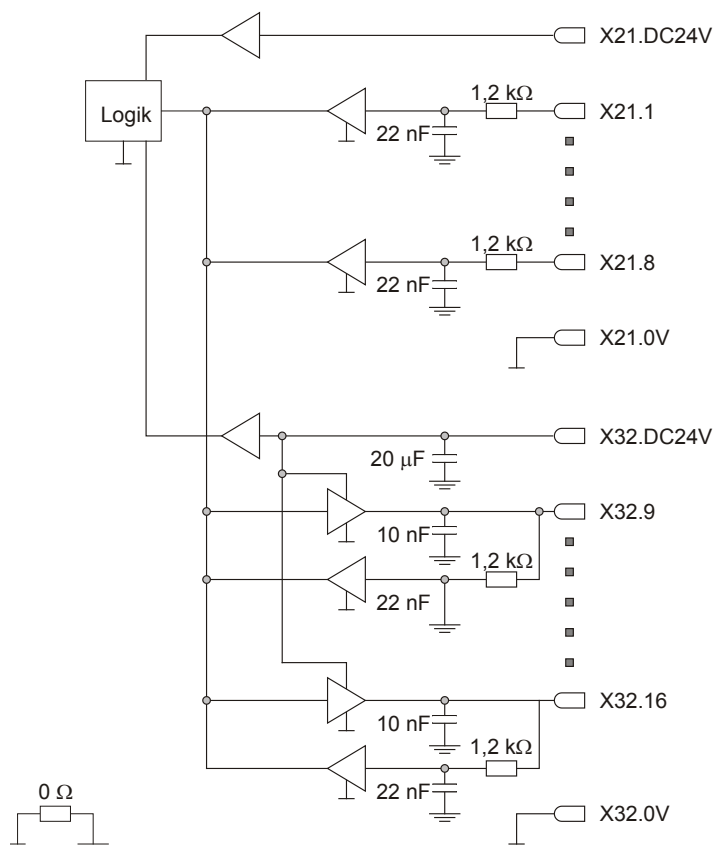 X21.DC24V
Logik
1,2 kΩ
X21.1
22 nF
1,2 kΩ
X21.8
22 nF
X21.0V
X32.DC24V
20 µF
X32.9
10 nF
1,2 kΩ
22 nF
X32.16
10 nF
1,2 kΩ
22 nF
0 Ω
X32.0V